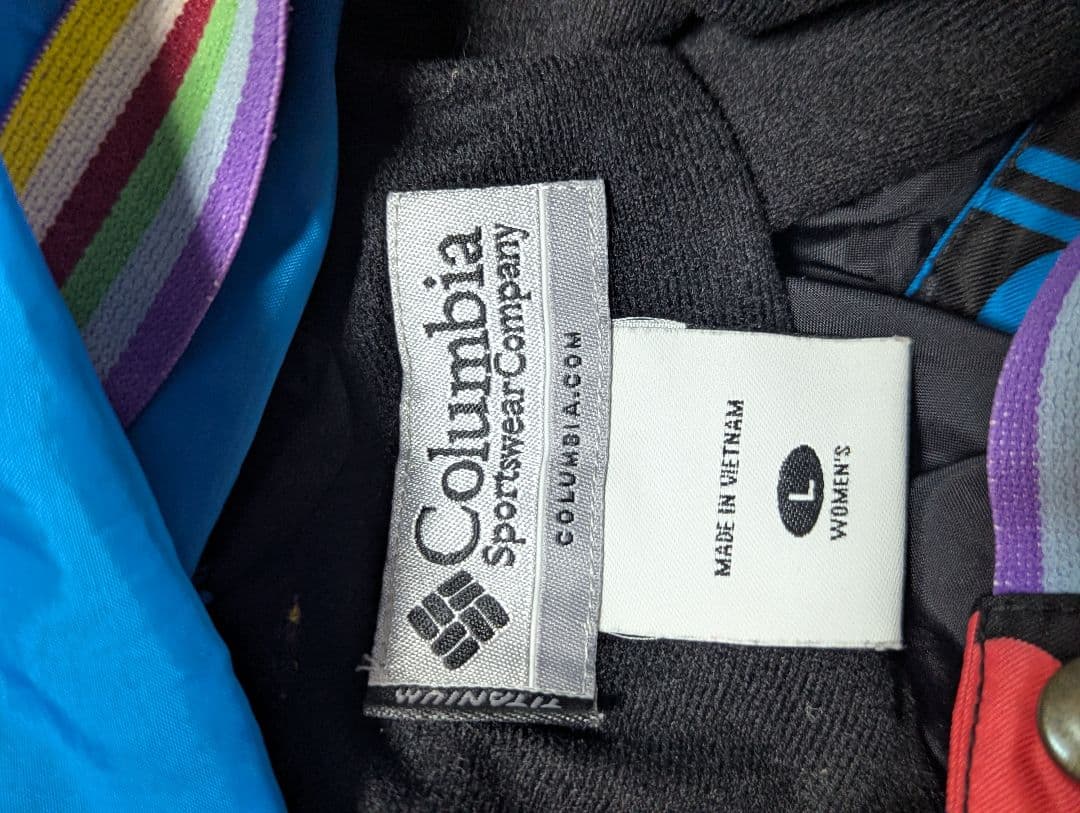 Columbia
Sportswear Company
COLUMBIA.COM
TITANIUM
MADE IN VIETNAM
L
WOMEN'S